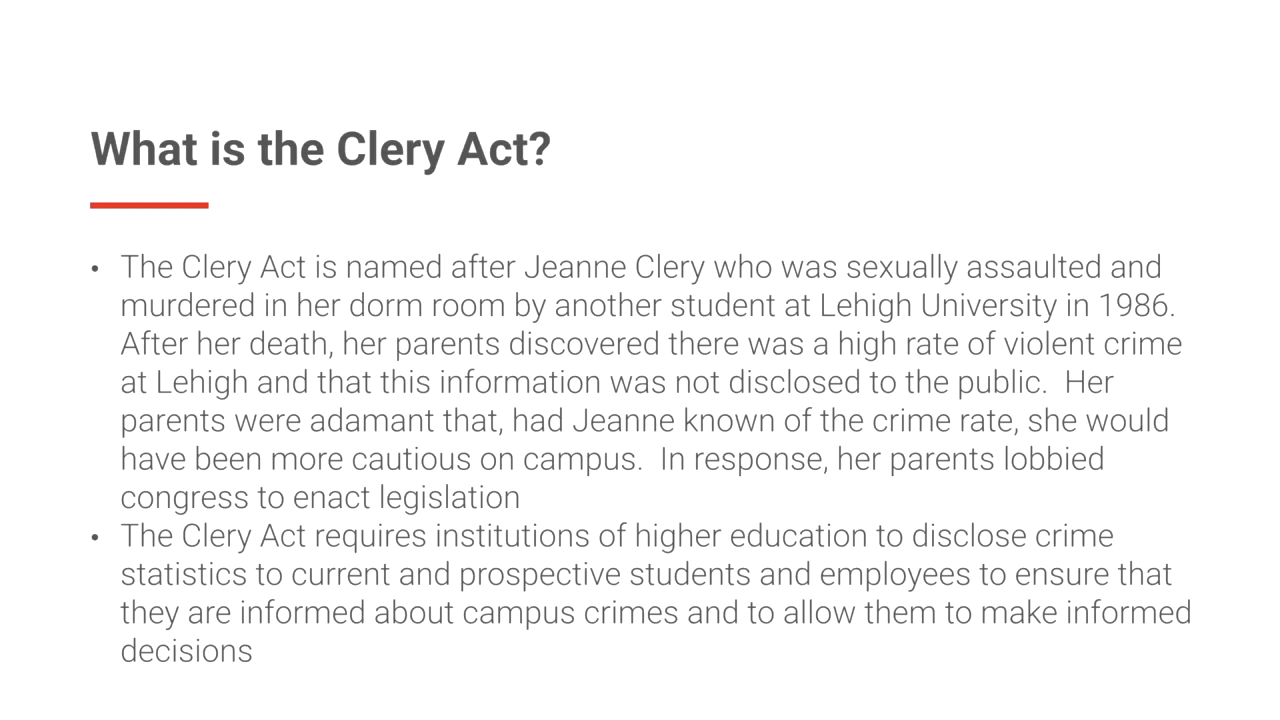 What is the Clery Act?
• The Clery Act is named after Jeanne Clery who was sexually assaulted and
murdered in her dorm room by another student at Lehigh University in 1986.
After her death, her parents discovered there was a high rate of violent crime
at Lehigh and that this information was not disclosed to the public.  Her
parents were adamant that, had Jeanne known of the crime rate, she would
have been more cautious on campus.  In response, her parents lobbied
congress to enact legislation
• The Clery Act requires institutions of higher education to disclose crime
statistics to current and prospective students and employees to ensure that
they are informed about campus crimes and to allow them to make informed
decisions